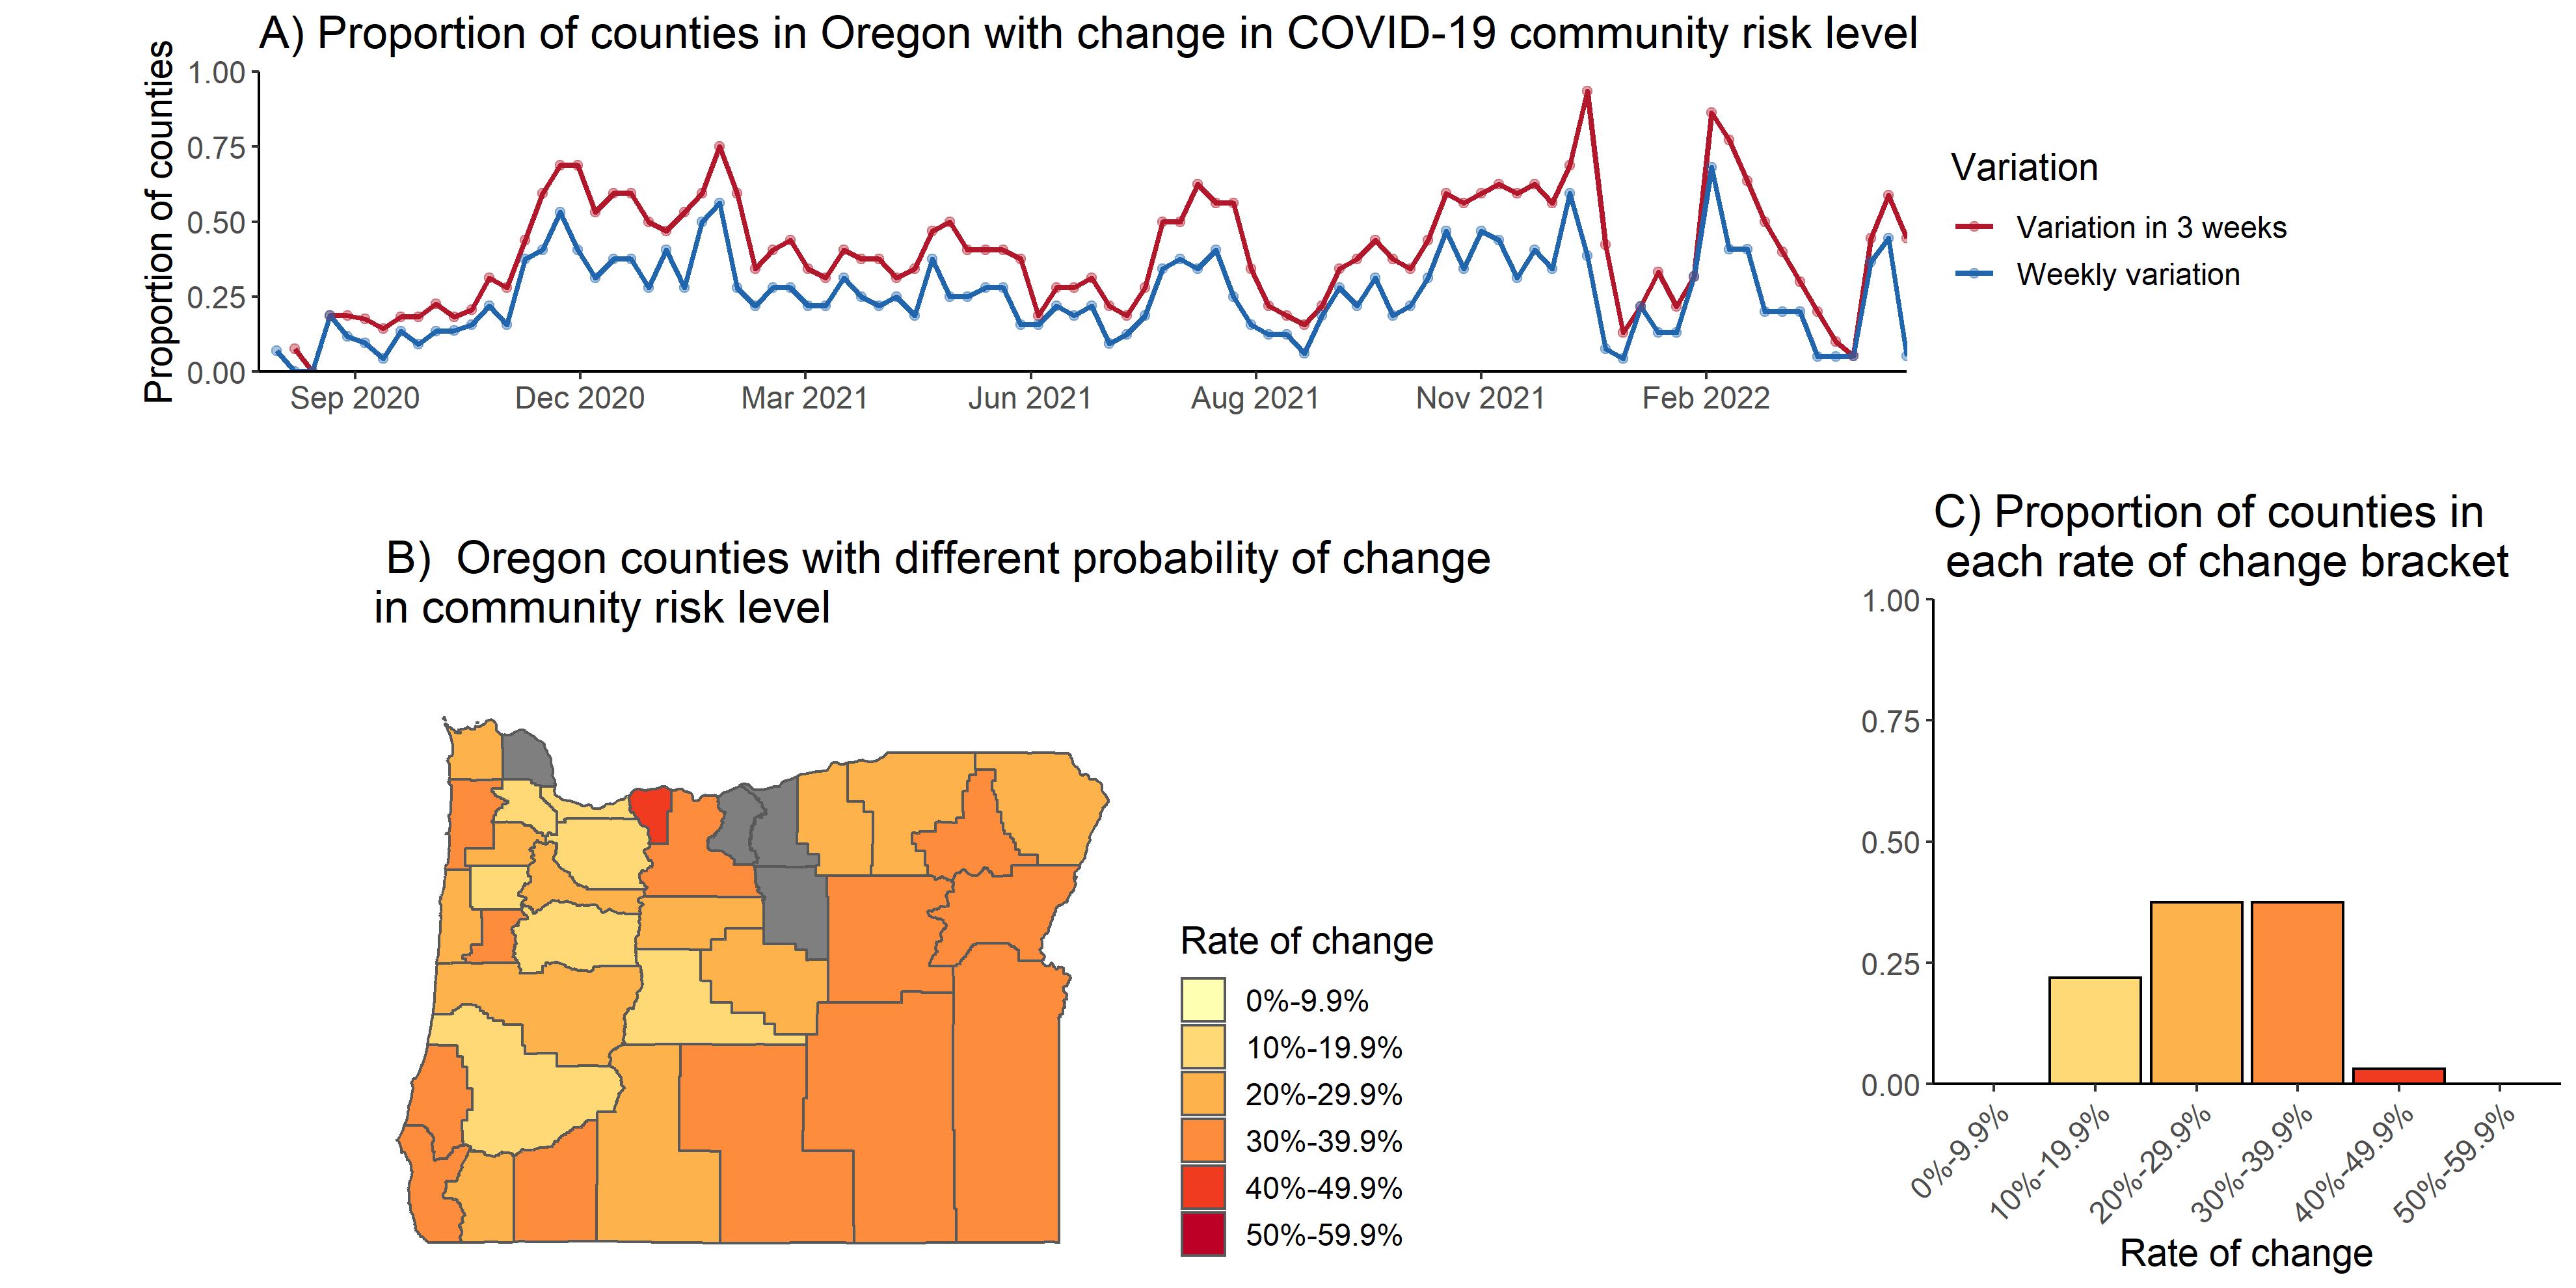 A) Proportion of counties in Oregon with change in COVID-19 community risk level
Proportion of counties
1.00
0.75
0.50
0.25
0.00
Sep 2020 Dec 2020 Mar 2021 Jun 2021 Aug 2021 Nov 2021 Feb 2022
Variation
Variation in 3 weeks
Weekly variation
B) Oregon counties with different probability of change
in community risk level
Rate of change
0%-9.9%
10%-19.9%
20%-29.9%
30%-39.9%
40%-49.9%
50%-59.9%
C) Proportion of counties in
each rate of change bracket
1.00
0.75
0.50
0.25
0.00
0%-9.9% 10%-19.9% 20%-29.9% 30%-39.9% 40%-49.9% 50%-59.9%
Rate of change